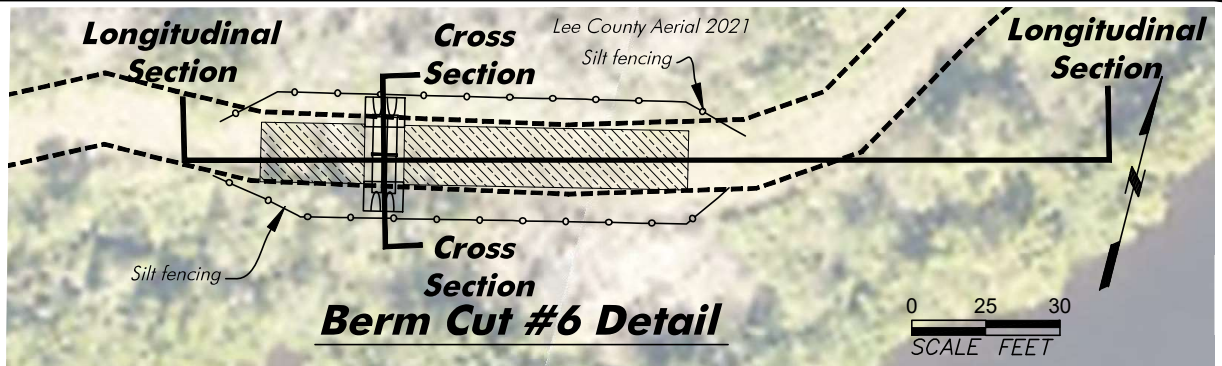 Longitudinal
Section
Cross
Section
Lee County Aerial 2021
Silt fencing
Longitudinal
Section
N
Silt fencing
Cross
Section
Berm Cut #6 Detail
0 25 30
SCALE FEET